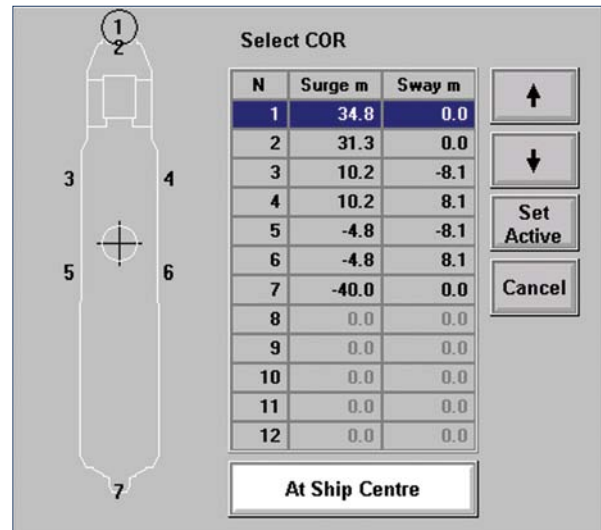 1
2
3 4
5 6
7
Select COR
N Surge m Sway m
1 34.8 0.0
2 31.3 0.0
3 10.2 -8.1
4 10.2 8.1
5 -4.8 -8.1
6 -4.8 8.1
7 -40.0 0.0
8 0.0 0.0
9 0.0 0.0
10 0.0 0.0
11 0.0 0.0
12 0.0 0.0
Set
Active
Cancel
At Ship Centre